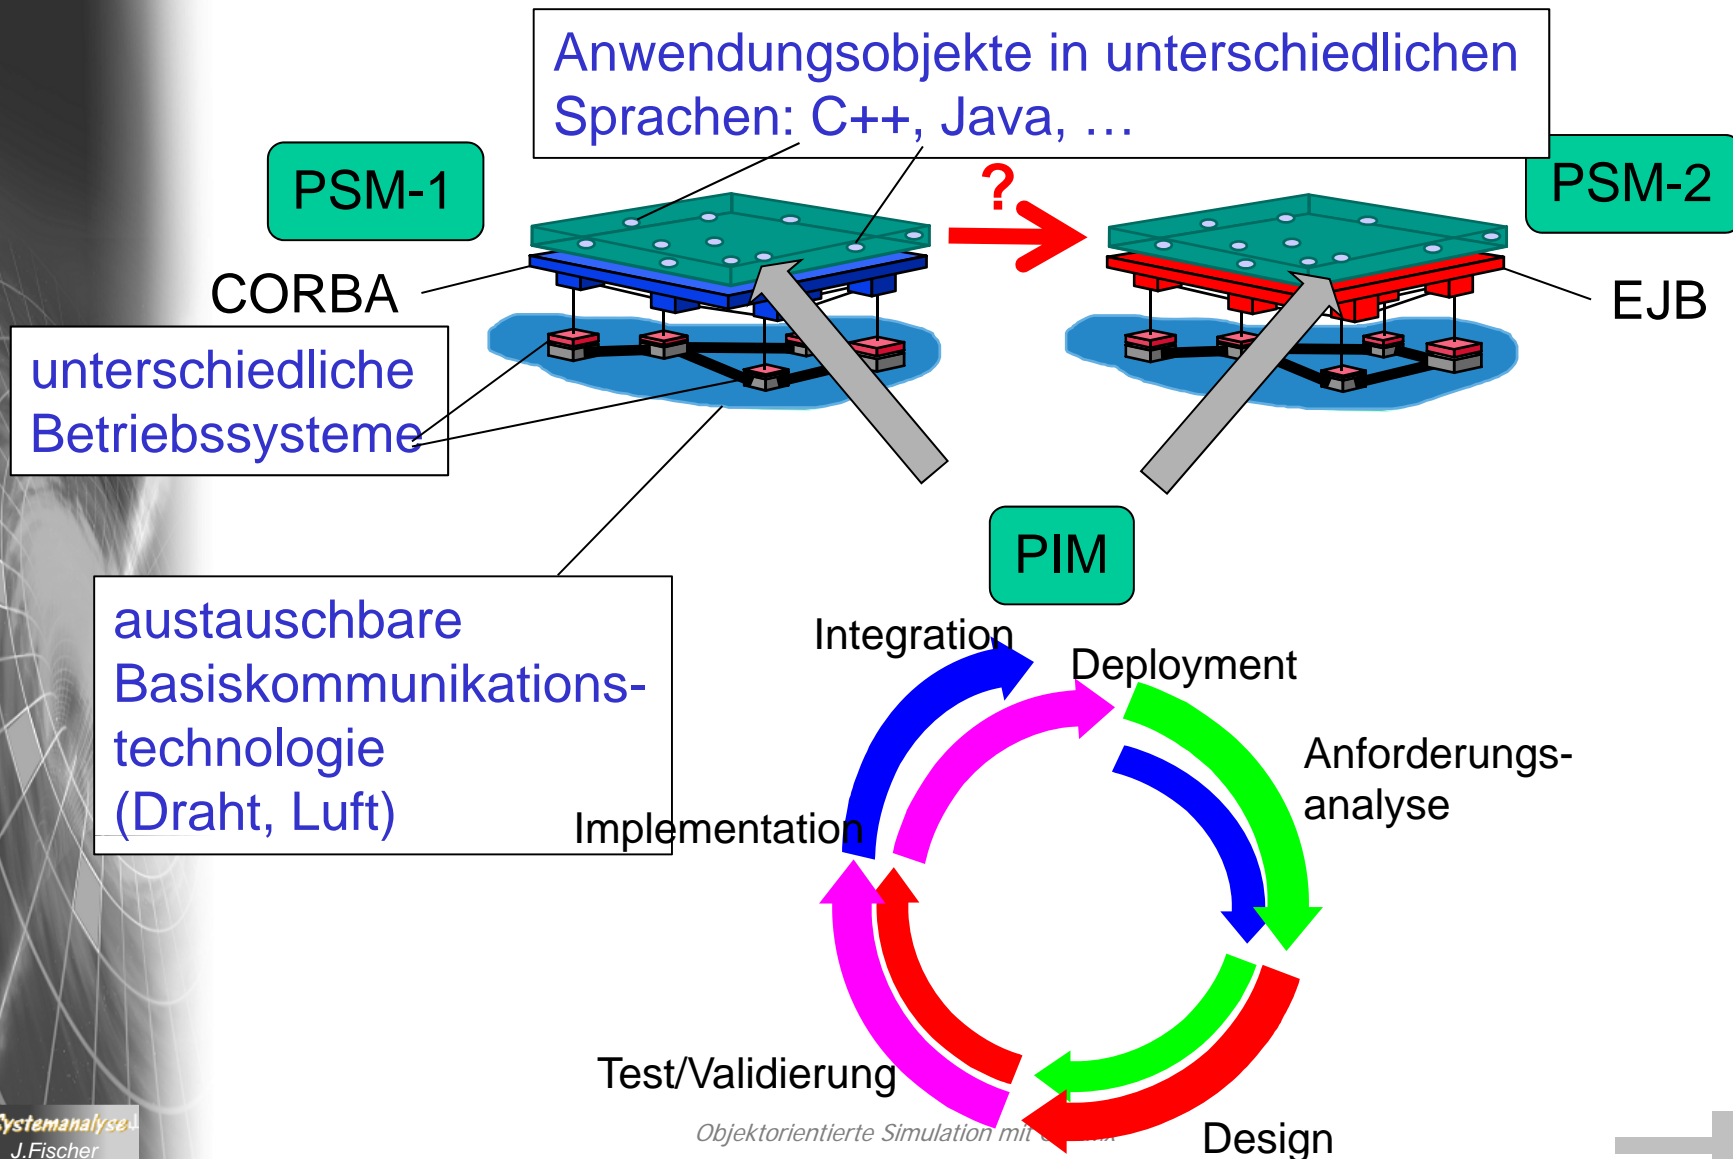 Anwendungsobjekte in unterschiedlichen
Sprachen: C++, Java, …
PSM-1
?
PSM-2
CORBA
EJB
unterschiedliche
Betriebssysteme
PIM
austauschbare
Basiskommunikations-
technologie
(Draht, Luft)
Integration
Deployment
Anforderungs-
analyse
Implementation
Test/Validierung
Design
Systemanalyse
J.Fischer
Objektorientierte Simulation mit